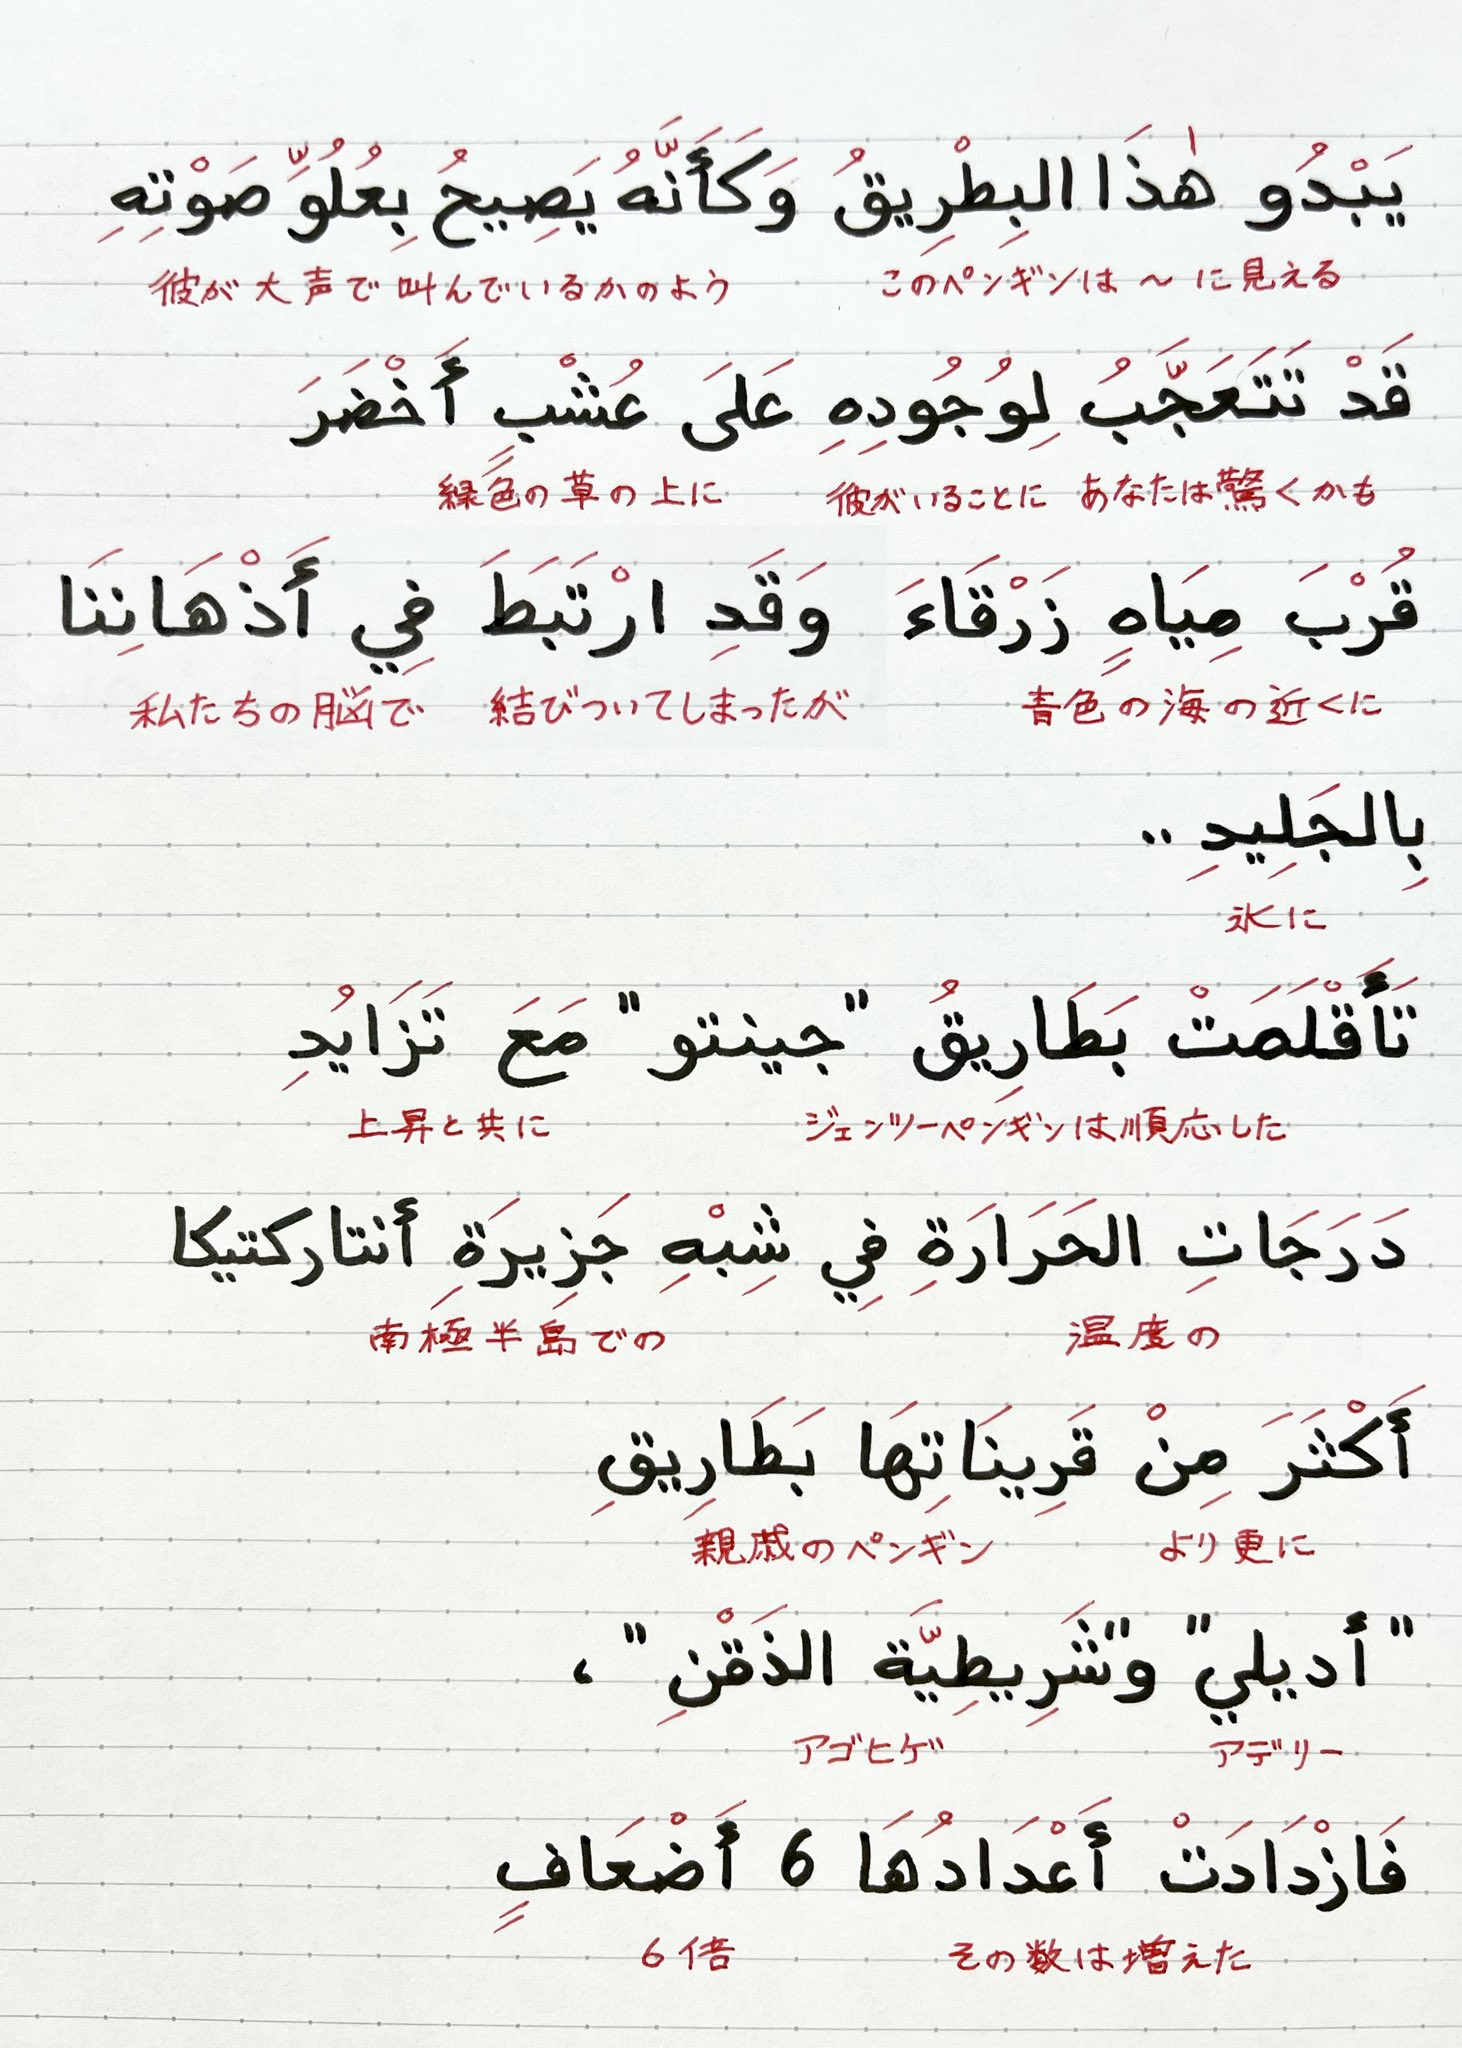 يَبْدُو هٰذَا البِطْرِيقُ وَكَأَنَّهُ يَصِيحُ بِعُلُوِّ صَوْتِهِ
このペンギンは〜に見える 彼が大声で叫んでいるかのよう
قَدْ تَتَعَجَّبُ لِوُجُودِهِ عَلَى عُشْبٍ أَخْضَرَ
あなたは驚くかも 彼がいることに 緑色の草の上に
قُرْبَ مِيَاهٍ زَرْقَاءَ وَقَدِ ارْتَبَطَ فِي أَذْهَانِنَا
青色の海の近くに 結びついてしまったが 私たちの脳で
بِالجَلِيدِ ..
氷に
تَأَقْلَمَتْ بَطَارِيقُ "جينتو" مَعَ تَزَايُدِ
ジェンツーペンギンは順応した 上昇と共に
دَرَجَاتِ الحَرَارَةِ فِي شِبْهِ جَزِيرَةِ أنتاركتيكا
温度の 南極半島での
أَكْثَرَ مِنْ قَرِينَاتِهَا بَطَارِيقِ
より更に 親戚のペンギン
"أديلي" و"شَرِيطِيَّة الذَقْنِ"،
アデリー アゴヒゲ
فَازْدَادَتْ أَعْدَادُهَا 6 أَضْعَافٍ
その数は増えた 6倍